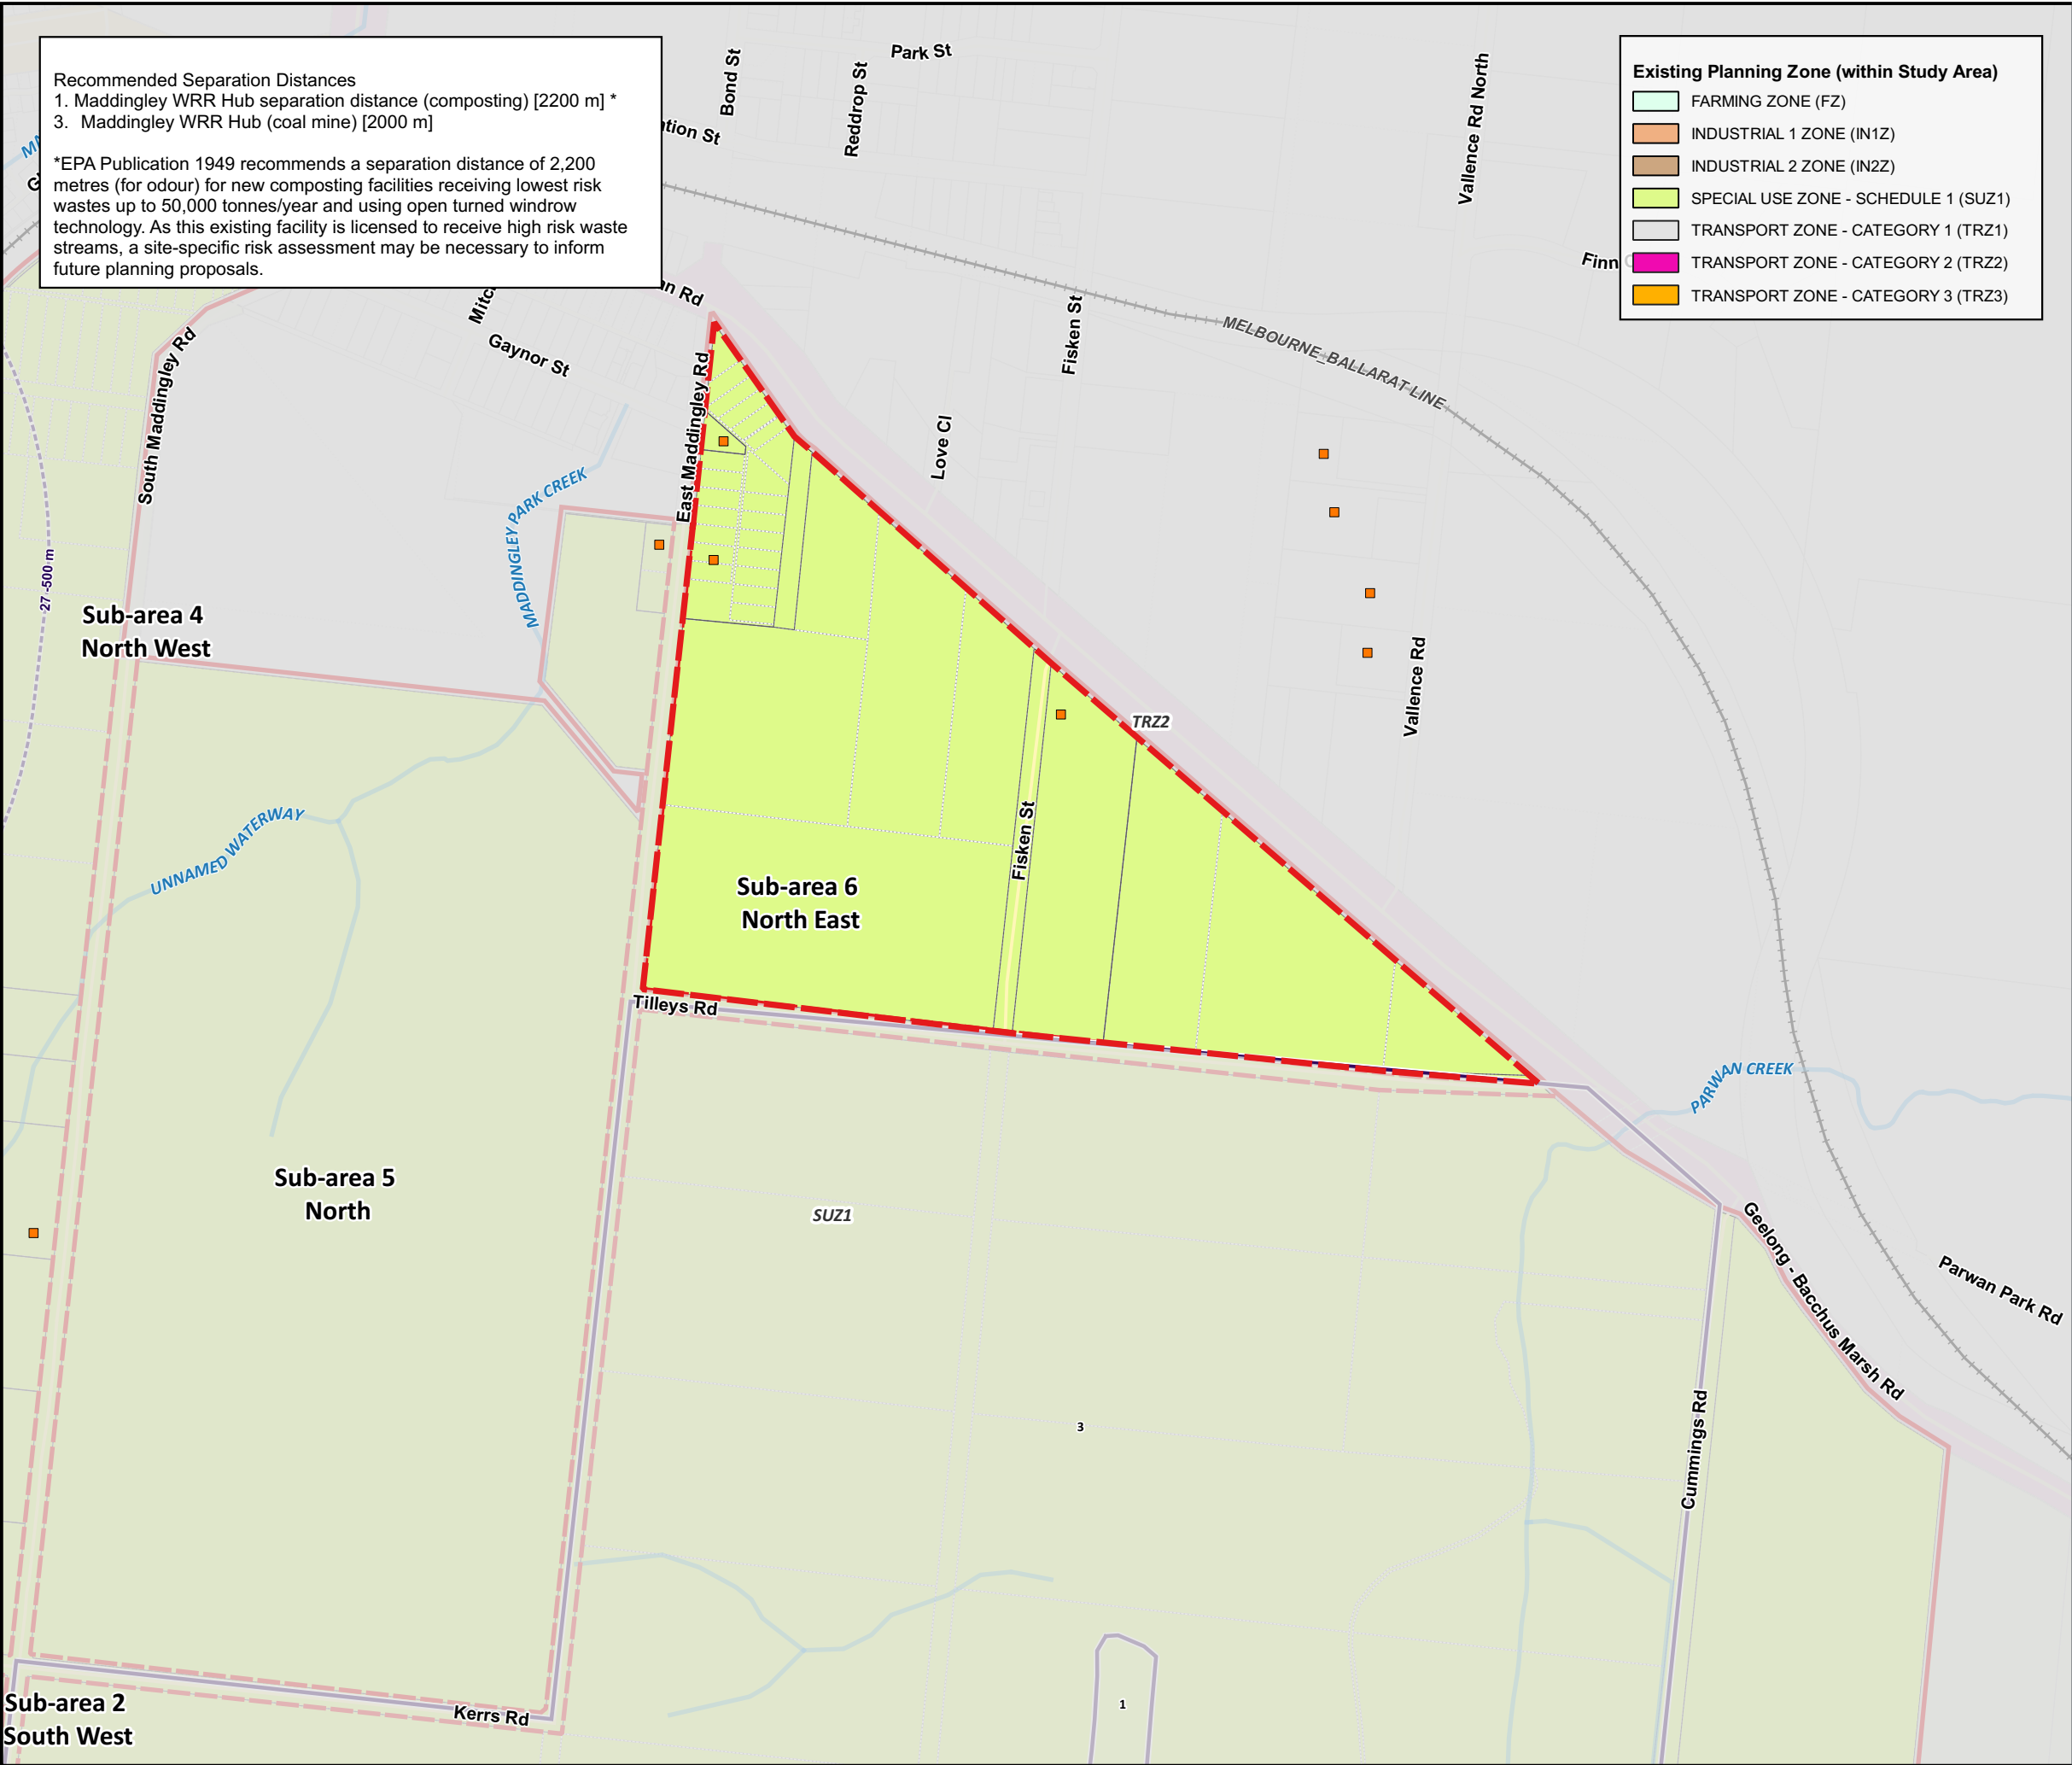 Recommended Separation Distances
1. Maddingley WRR Hub separation distance (composting) [2200 m] *
3. Maddingley WRR Hub (coal mine) [2000 m]
*EPA Publication 1949 recommends a separation distance of 2,200
metres (for odour) for new composting facilities receiving lowest risk
wastes up to 50,000 tonnes/year and using open turned windrow
technology. As this existing facility is licensed to receive high risk waste
streams, a site-specific risk assessment may be necessary to inform
future planning proposals.
Existing Planning Zone (within Study Area)
FARMING ZONE (FZ)
INDUSTRIAL 1 ZONE (IN1Z)
INDUSTRIAL 2 ZONE (IN2Z)
SPECIAL USE ZONE - SCHEDULE 1 (SUZ1)
TRANSPORT ZONE - CATEGORY 1 (TRZ1)
TRANSPORT ZONE - CATEGORY 2 (TRZ2)
TRANSPORT ZONE - CATEGORY 3 (TRZ3)
Park St
Bond St
Reddrop St
Vallence Rd North
St
Finn
Rd
Gaynor St
Fisken St
MELBOURNE_BALLARAT LINE
South Maddingley Rd
East Maddingley Rd
Love Cl
MADDINGLEY PARK CREEK
27 -500 m
Sub-area 4
North West
Vallence Rd
TRZ2
UNNAMED WATERWAY
Fisken St
Sub-area 6
North East
Tilleys Rd
PARWAN CREEK
Sub-area 5
North
SUZ1
Geelong - Bacchus Marsh Rd
Parwan Park Rd
3
Cummings Rd
Sub-area 2
South West
Kerrs Rd
1